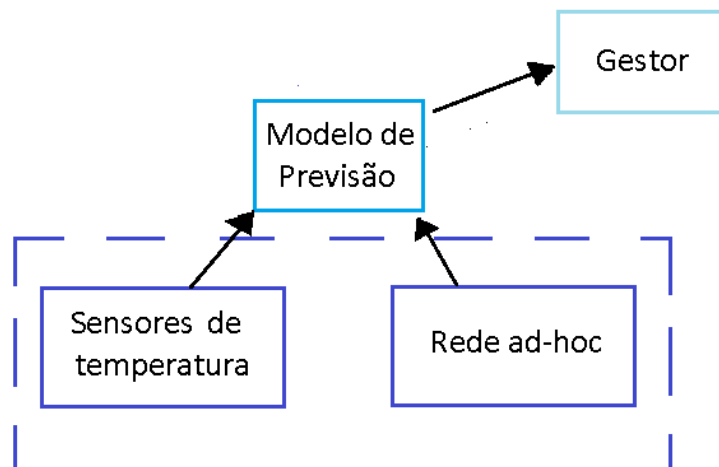 Gestor
Modelo de
Previsão
Sensores de
temperatura
Rede ad-hoc